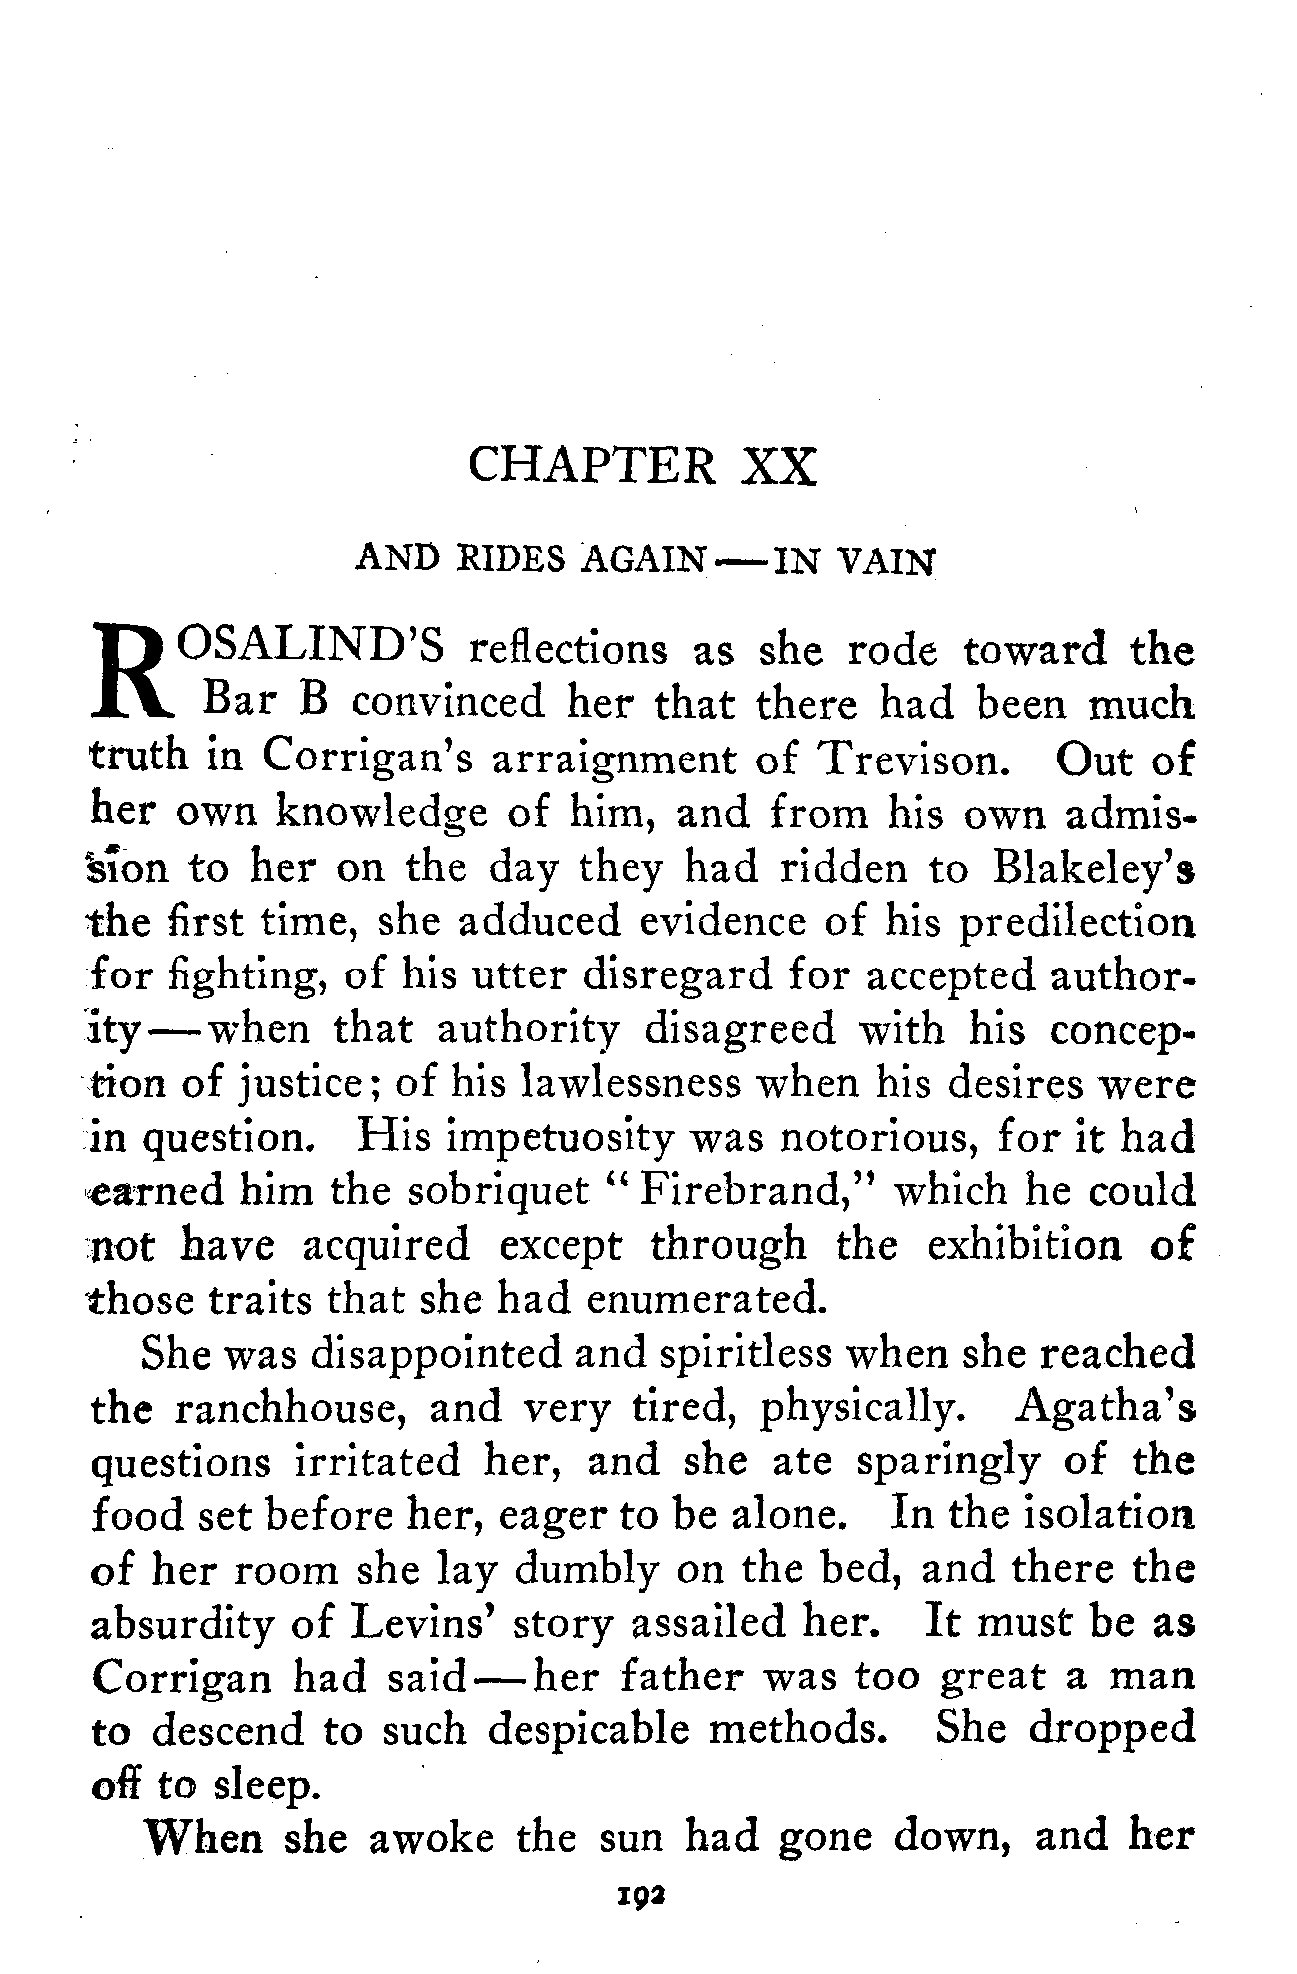 CHAPTER XX
AND RIDES AGAIN—IN VAIN
ROSALIND'S reflections as she rode toward the
Bar B convinced her that there had been much
truth in Corrigan's arraignment of Trevison. Out of
her own knowledge of him, and from his own admis-
sion to her on the day they had ridden to Blakeley's
the first time, she adduced evidence of his predilection
for fighting, of his utter disregard for accepted author-
ity—when that authority disagreed with his concep-
tion of justice; of his lawlessness when his desires were
in question. His impetuosity was notorious, for it had
earned him the sobriquet "Firebrand," which he could
not have acquired except through the exhibition of
those traits that she had enumerated.
She was disappointed and spiritless when she reached
the ranchhouse, and very tired, physically. Agatha's
questions irritated her, and she ate sparingly of the
food set before her, eager to be alone. In the isolation
of her room she lay dumbly on the bed, and there the
absurdity of Levins' story assailed her. It must be as
Corrigan had said—her father was too great a man
to descend to such despicable methods. She dropped
off to sleep.
When she awoke the sun had gone down, and her
192